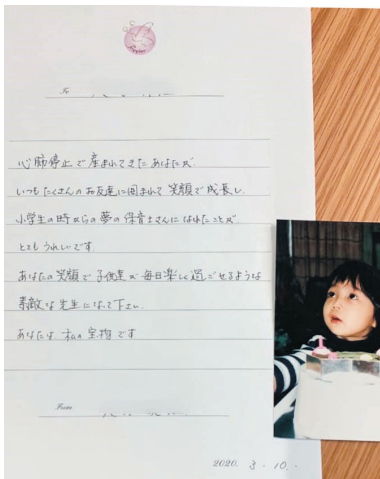 To
心肺停止で産まれてきたあなたが、
いつもたくさんのお友達に囲まれて笑顔で成長し、
小学生の時からの夢の保育士さんになれたことが、
とてもうれしいです
あなたの笑顔で子供達が毎日楽しく過ごせるような
素敵な先生になって下さい。
あなたは私の宝物です
From
2020. 3.10.